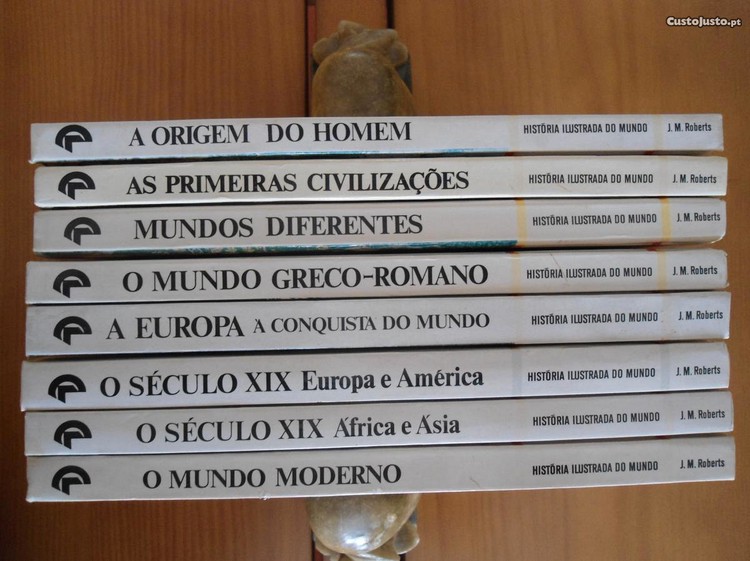 CustoJusto.pt
A ORIGEM DO HOMEM HISTÓRIA ILUSTRADA DO MUNDO J. M. Roberts
AS PRIMEIRAS CIVILIZAÇÕES HISTÓRIA ILUSTRADA DO MUNDO J. M. Roberts
MUNDOS DIFERENTES HISTÓRIA ILUSTRADA DO MUNDO J. M. Roberts
O MUNDO GRECO-ROMANO HISTÓRIA ILUSTRADA DO MUNDO J. M. Roberts
A EUROPA À CONQUISTA DO MUNDO HISTÓRIA ILUSTRADA DO MUNDO J. M. Roberts
O SÉCULO XIX Europa e América HISTÓRIA ILUSTRADA DO MUNDO J. M. Roberts
O SÉCULO XIX África e Ásia HISTÓRIA ILUSTRADA DO MUNDO J. M. Roberts
O MUNDO MODERNO HISTÓRIA ILUSTRADA DO MUNDO J. M. Roberts